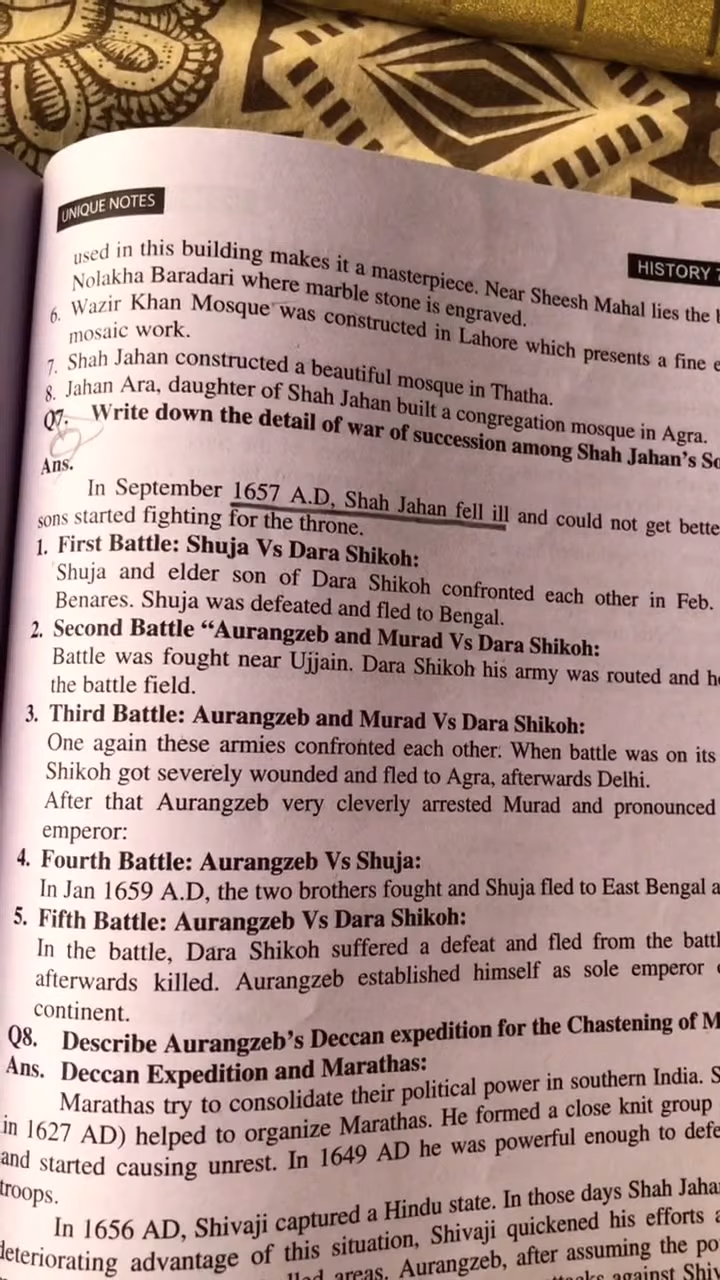 UNIQUE NOTES
HISTORY
used in this building makes it a masterpiece. Near Sheesh Mahal lies the
Nolakha Baradari where marble stone is engraved.
6. Wazir Khan Mosque was constructed in Lahore which presents a fine
mosaic work.
7. Shah Jahan constructed a beautiful mosque in Thatha.
8. Jahan Ara, daughter of Shah Jahan built a congregation mosque in Agra.
Q7. Write down the detail of war of succession among Shah Jahan's
Ans.
In September 1657 A.D, Shah Jahan fell ill and could not get
sons started fighting for the throne.
1. First Battle: Shuja Vs Dara Shikoh:
Shuja and elder son of Dara Shikoh confronted each other in Feb.
Benares. Shuja was defeated and fled to Bengal.
2. Second Battle “Aurangzeb and Murad Vs Dara Shikoh:
Battle was fought near Ujjain. Dara Shikoh his army was routed and
the battle field.
3. Third Battle: Aurangzeb and Murad Vs Dara Shikoh:
One again these armies confronted each other. When battle was on its
Shikoh got severely wounded and fled to Agra, afterwards Delhi.
After that Aurangzeb very cleverly arrested Murad and pronounced
emperor:
4. Fourth Battle: Aurangzeb Vs Shuja:
In Jan 1659 A.D, the two brothers fought and Shuja fled to East Bengal
5. Fifth Battle: Aurangzeb Vs Dara Shikoh:
In the battle, Dara Shikoh suffered a defeat and fled from the
afterwards killed. Aurangzeb established himself as sole emperor
continent.
Q8. Describe Aurangzeb's Deccan expedition for the Chastening of
Ans. Deccan Expedition and Marathas:
Marathas try to consolidate their political power in southern India.
in 1627 AD) helped to organize Marathas. He formed a close knit group
and started causing unrest. In 1649 AD he was powerful enough to
troops.
In 1656 AD, Shivaji captured a Hindu state. In those days Shah
deteriorating advantage of this situation, Shivaji quickened his efforts
areas. Aurangzeb, after assuming the
against